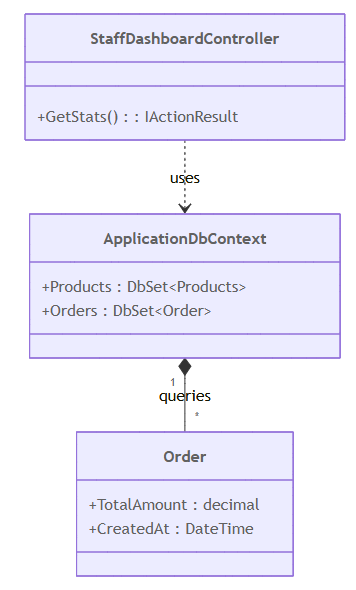 StaffDashboardController
+GetStats() : : IActionResult
uses
ApplicationDbContext
+Products : DbSet<Products>
+Orders : DbSet<Order>
1
queries
*
Order
+TotalAmount : decimal
+CreatedAt : DateTime